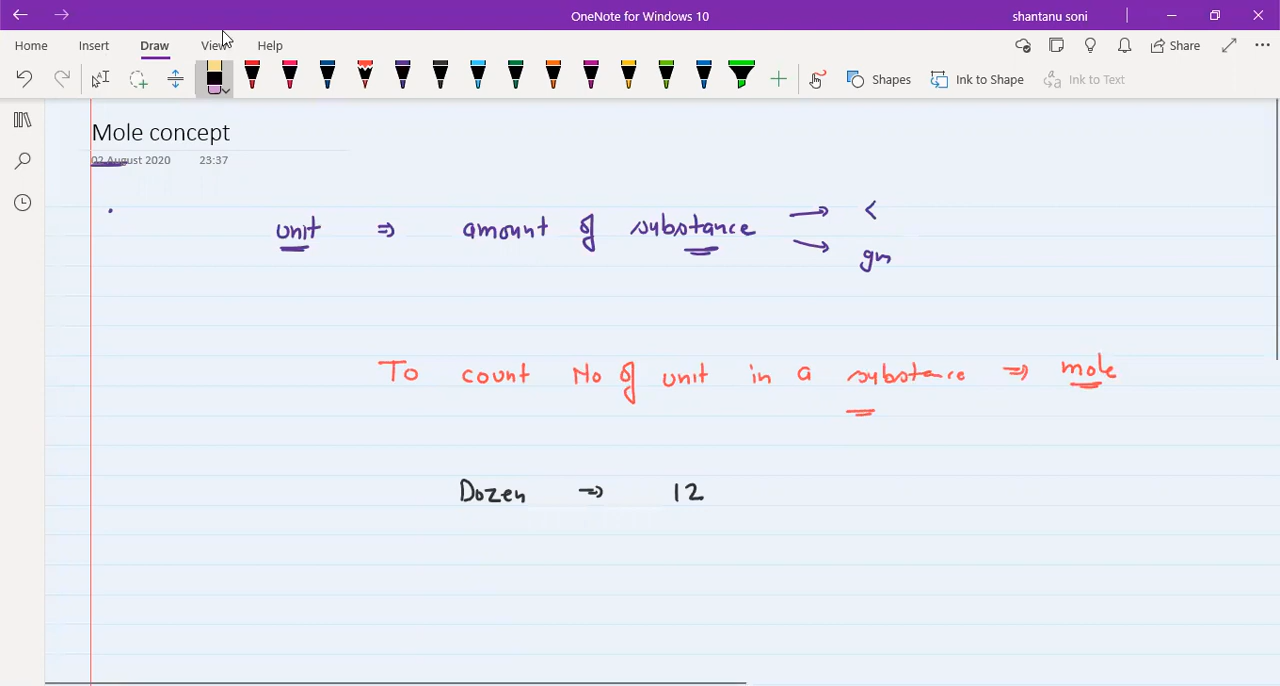 OneNote for Windows 10
shantanu soni
Home Insert Draw View Help
Share
Shapes Ink to Shape Ink to Text
Mole concept
02 August 2020 23:37
unit ⇒ amount of substance → <
→ gm
To count No of unit in a substance ⇒ mole
Dozen ⇒ 12